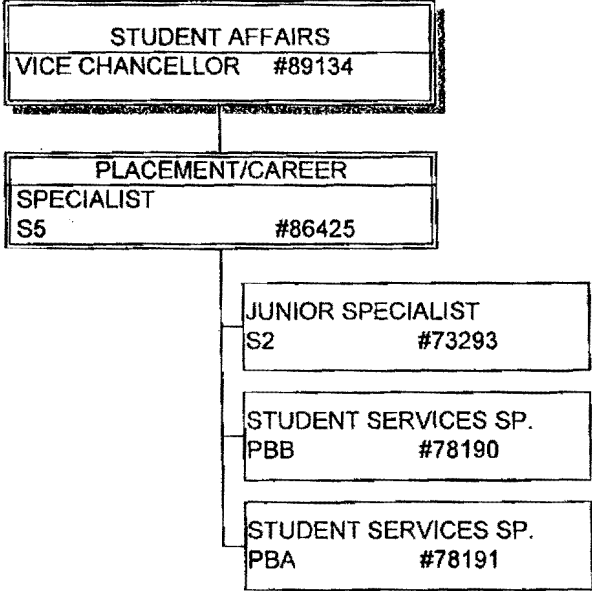 STUDENT AFFAIRS
VICE CHANCELLOR #89134
PLACEMENT/CAREER
SPECIALIST
S5 #86425
JUNIOR SPECIALIST
S2 #73293
STUDENT SERVICES SP.
PBB #78190
STUDENT SERVICES SP.
PBA #78191